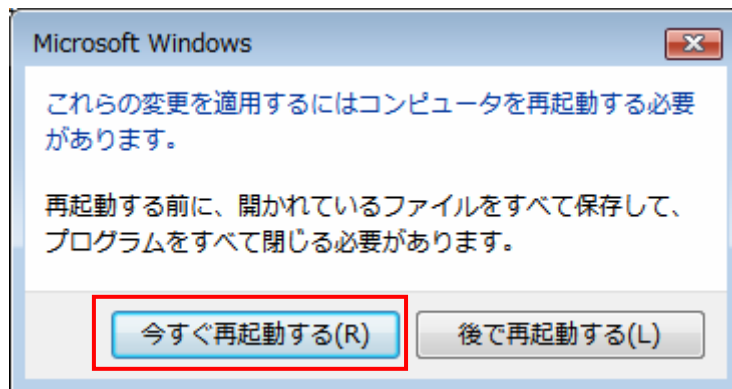 Microsoft Windows
これらの変更を適用するにはコンピュータを再起動する必要
があります。
再起動する前に、開かれているファイルをすべて保存して、
プログラムをすべて閉じる必要があります。
今すぐ再起動する(R)
後で再起動する(L)